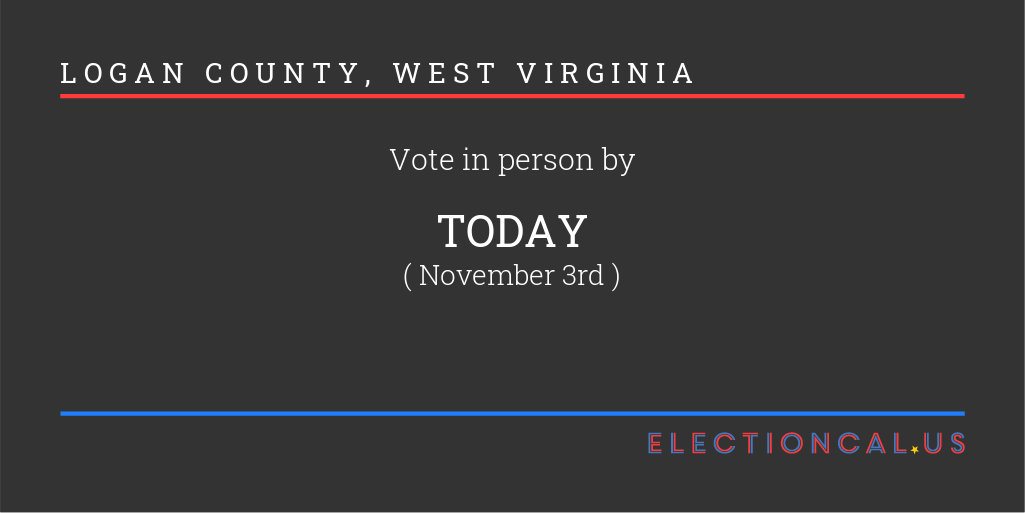 LOGAN COUNTY, WEST VIRGINIA
Vote in person by
TODAY
( November 3rd )
ELECTIONCAL.US